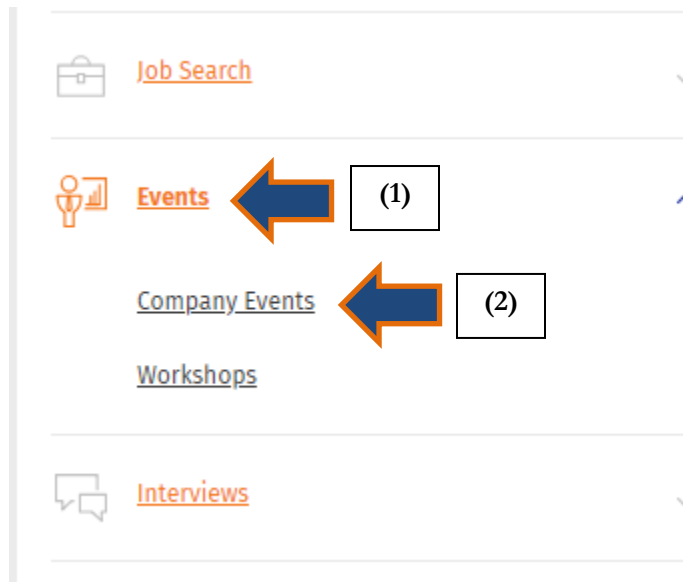 Job Search
Events
(1)
Company Events
(2)
Workshops
Interviews